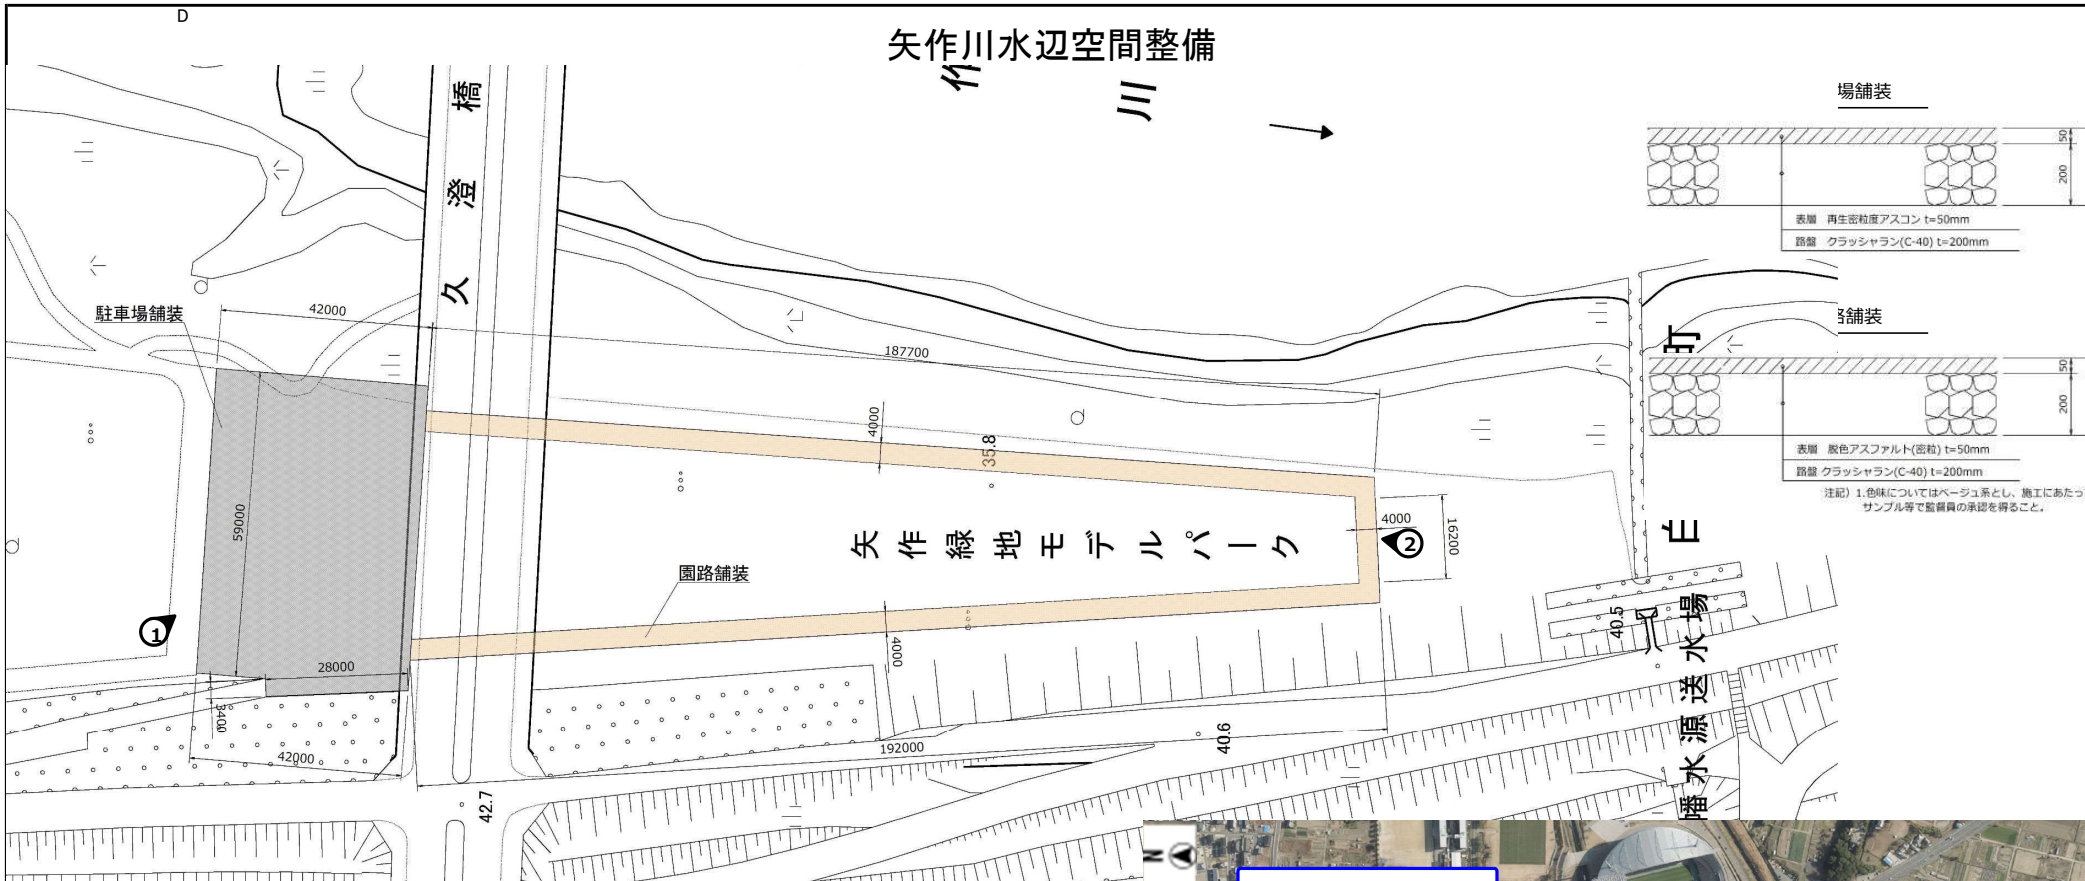 D
矢作川水辺空間整備
作
川
橋
澄
久
場舗装
50
200
表層 再生密粒度アスコン t=50mm
路盤 クラッシャラン(C-40) t=200mm
駐車場舗装
42000
187700
路舗装
50
200
表層 脱色アスファルト(密粒) t=50mm
路盤 クラッシャラン(C-40) t=200mm
注記) 1.色味についてはベージュ系とし、施工にあたっ
サンプル等で監督員の承認を得ること。
4000
35.8
59000
矢作緑地モデルパーク
4000
16200
2
町
園路舗装
1
4000
28000
3400
42000
192000
40.6
40.5
42.7
水源送水場
N